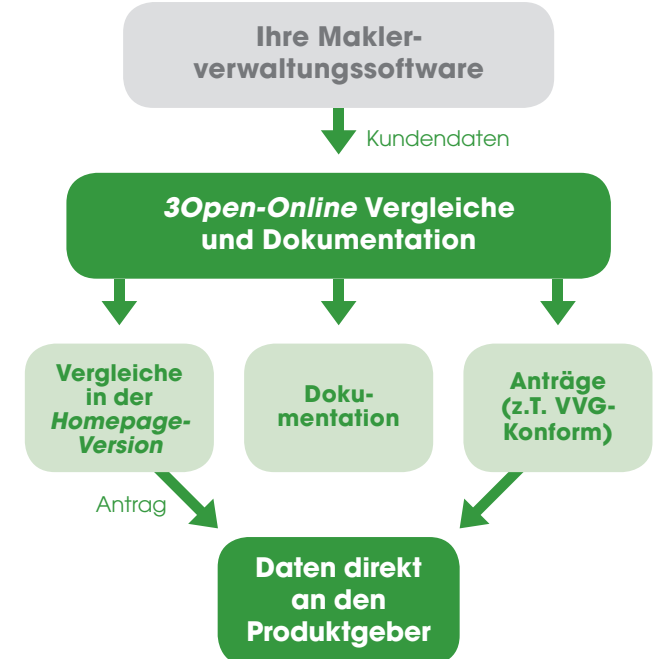 Ihre Makler-
verwaltungssoftware
Kundendaten
3Open-Online Vergleiche
und Dokumentation
Vergleiche
in der
Homepage-
Version
Doku-
mentation
Anträge
(z.T. VVG-
Konform)
Antrag
Daten direkt
an den
Produktgeber